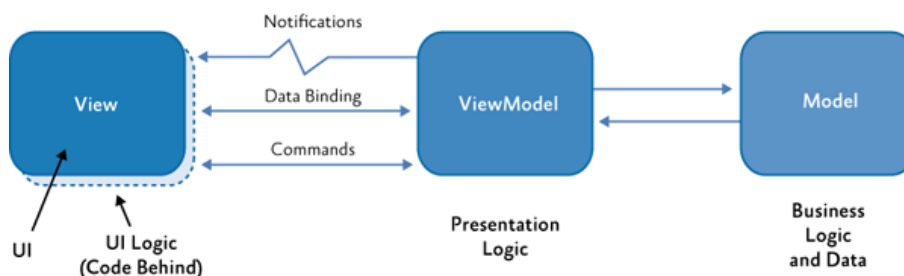 Notifications
View
Data Binding
ViewModel
Model
Commands
UI
UI Logic
(Code Behind)
Presentation
Logic
Business
Logic
and Data